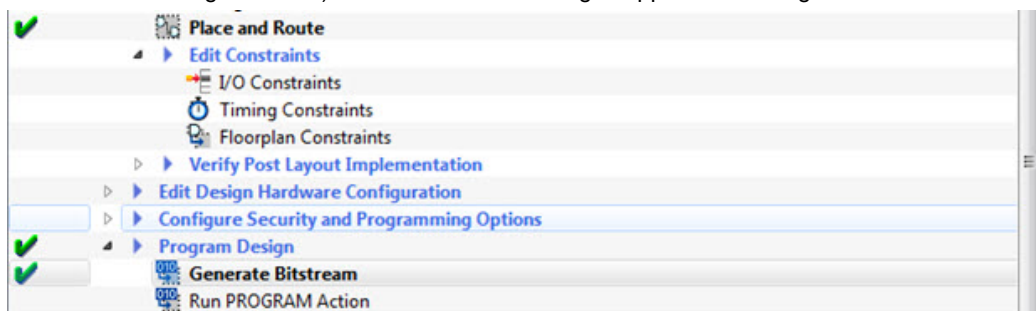 Place and Route
Edit Constraints
I/O Constraints
Timing Constraints
Floorplan Constraints
Verify Post Layout Implementation
Edit Design Hardware Configuration
Configure Security and Programming Options
Program Design
Generate Bitstream
Run PROGRAM Action